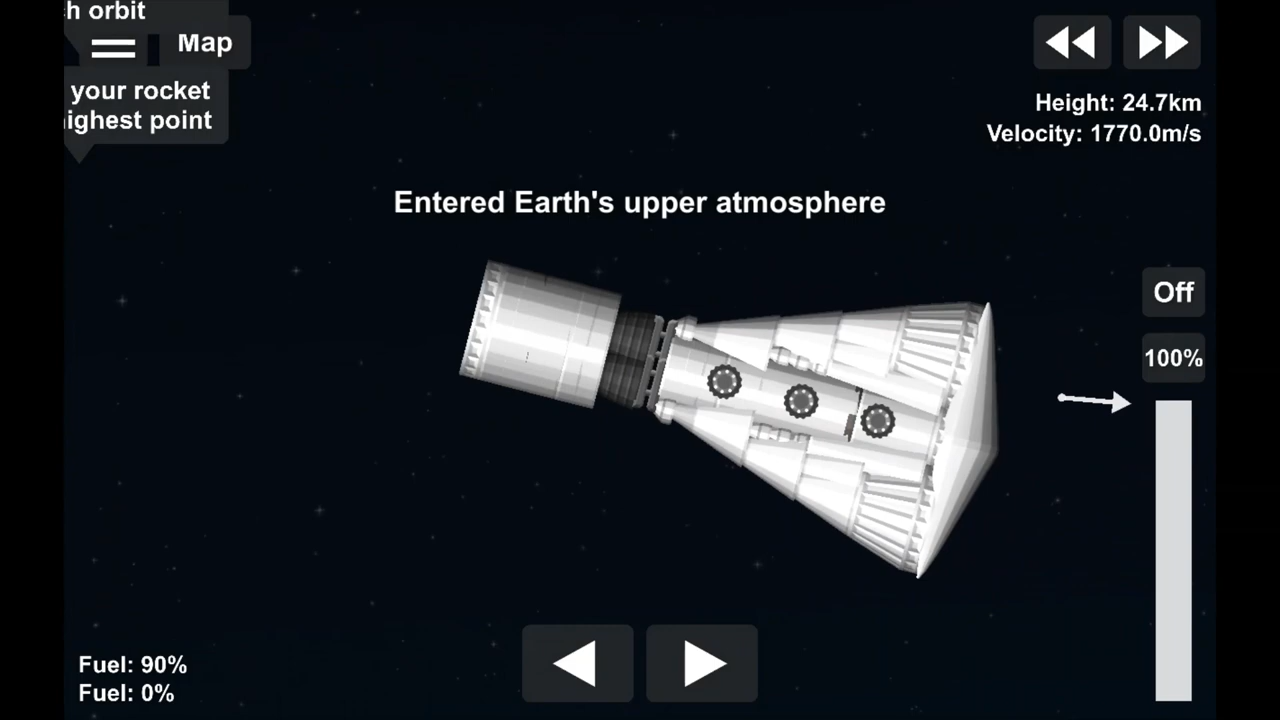 h orbit
Map
your rocket
ighest point
Height: 24.7km
Velocity: 1770.0m/s
Entered Earth's upper atmosphere
Off
100%
Fuel: 90%
Fuel: 0%